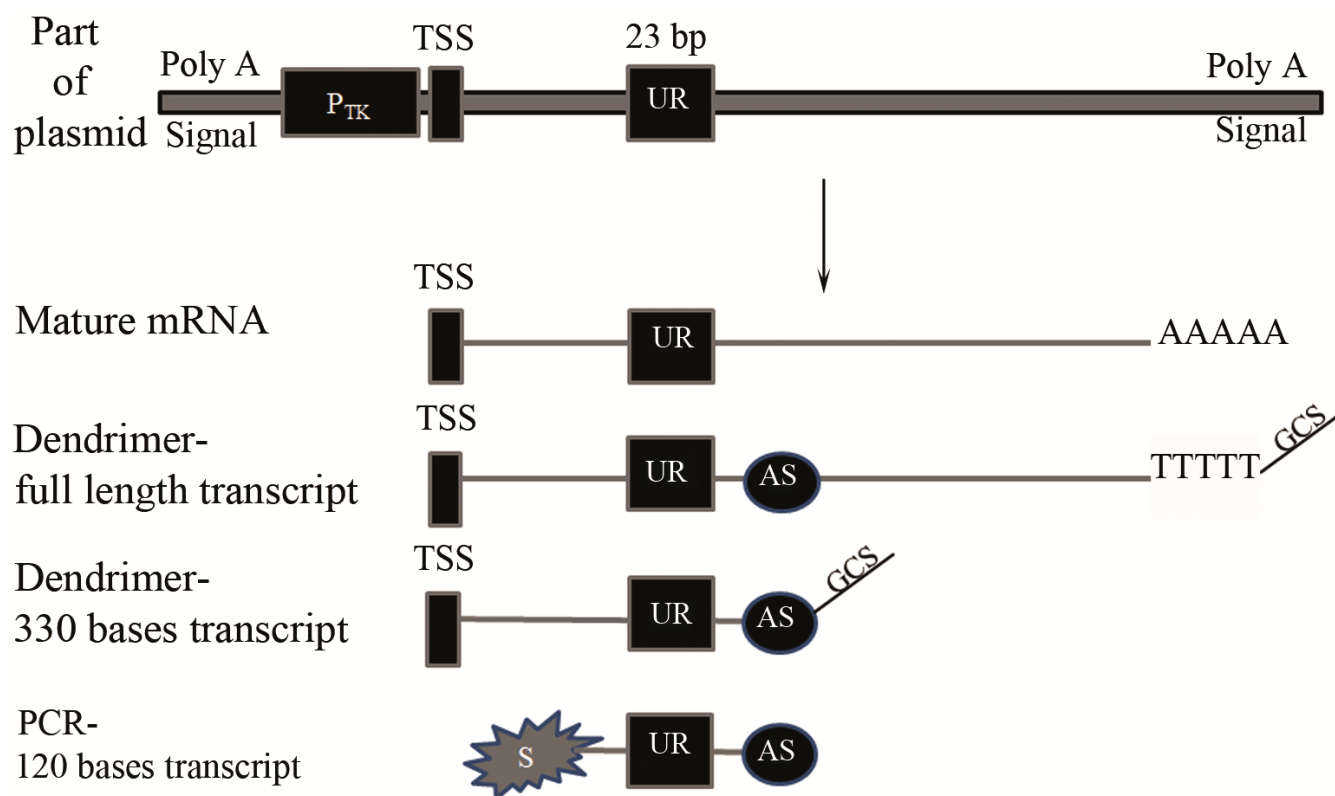 Part
of
plasmid
Poly A
Signal
P_TK
TSS
23 bp
UR
Poly A
Signal
Mature mRNA
TSS
UR
AAAAA
Dendrimer-
full length transcript
TSS
UR
AS
TTTTT
GCS
Dendrimer-
330 bases transcript
TSS
UR
AS
GCS
PCR-
120 bases transcript
S
UR
AS